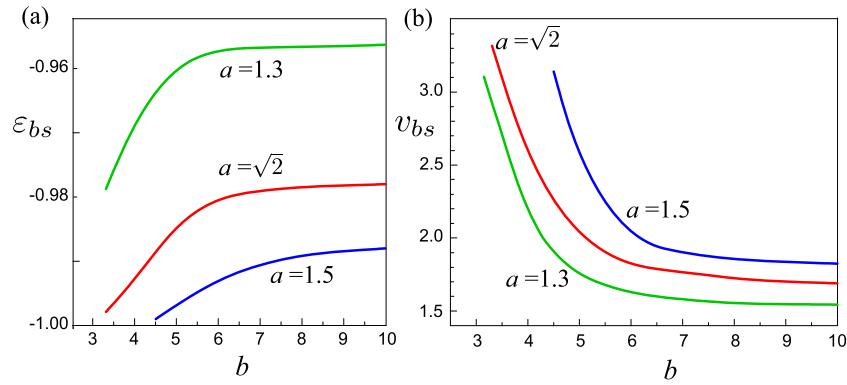 (a)
-0.96
-0.98
-1.00
ε_bs
a=1.3
a=√2
a=1.5
3 4 5 6 7 8 9 10
b
(b)
3.0
2.5
2.0
1.5
v_bs
a=√2
a=1.5
a=1.3
3 4 5 6 7 8 9 10
b